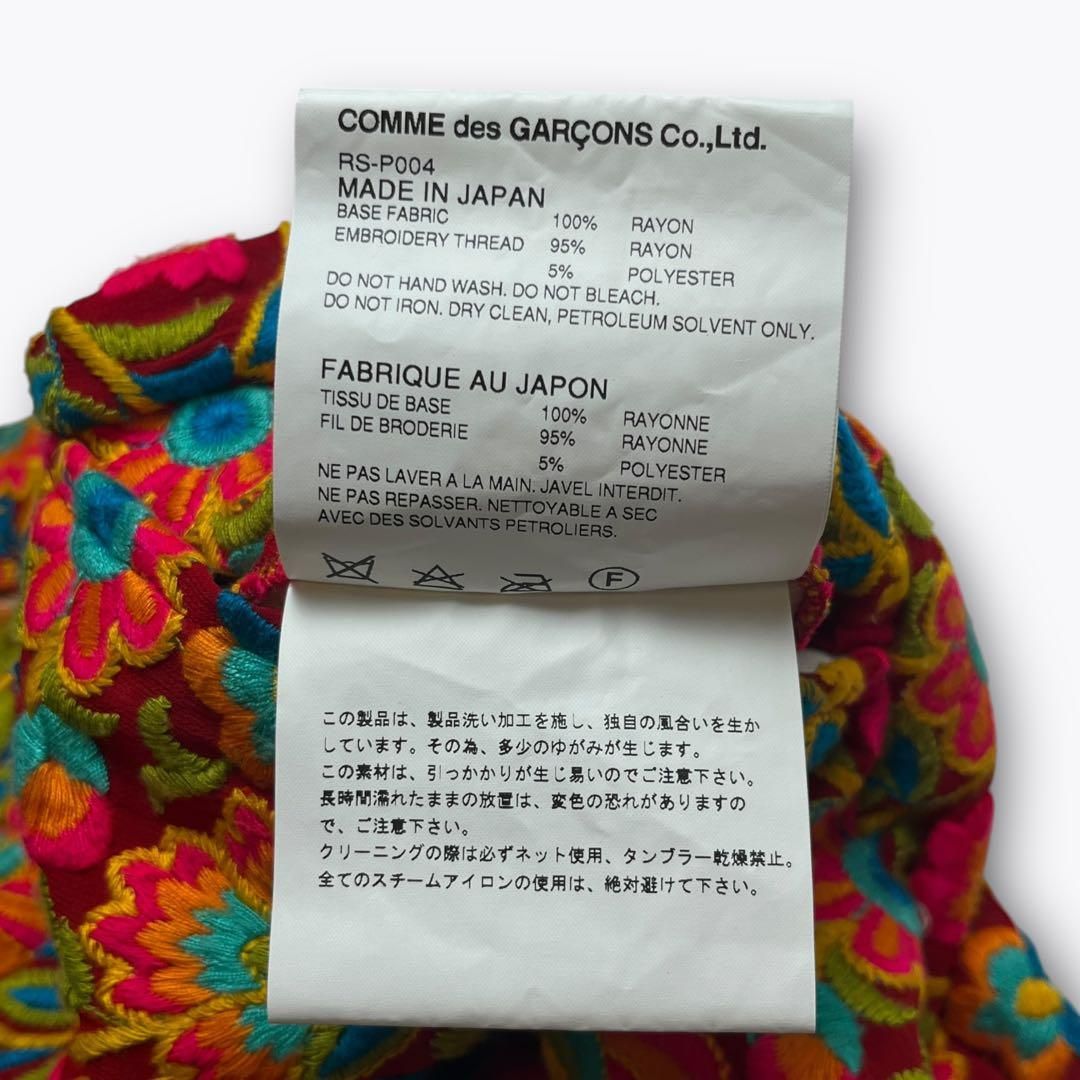 COMME des GARÇONS Co.,Ltd.
RS-P004
MADE IN JAPAN
BASE FABRIC 100% RAYON
EMBROIDERY THREAD 95% RAYON
5% POLYESTER
DO NOT HAND WASH. DO NOT BLEACH.
DO NOT IRON. DRY CLEAN, PETROLEUM SOLVENT ONLY.
FABRIQUE AU JAPON
TISSU DE BASE 100% RAYONNE
FIL DE BRODERIE 95% RAYONNE
5% POLYESTER
NE PAS LAVER A LA MAIN. JAVEL INTERDIT.
NE PAS REPASSER. NETTOYABLE A SEC
AVEC DES SOLVANTS PETROLIERS.
F
この製品は、製品洗い加工を施し、独自の風合いを生か
しています。その為、多少のゆがみが生じます。
この素材は、引っかかりが生じ易いのでご注意下さい。
長時間濡れたままの放置は、変色の恐れがありますの
で、ご注意下さい。
クリーニングの際は必ずネット使用、タンブラー乾燥禁止。
全てのスチームアイロンの使用は、絶対避けて下さい。